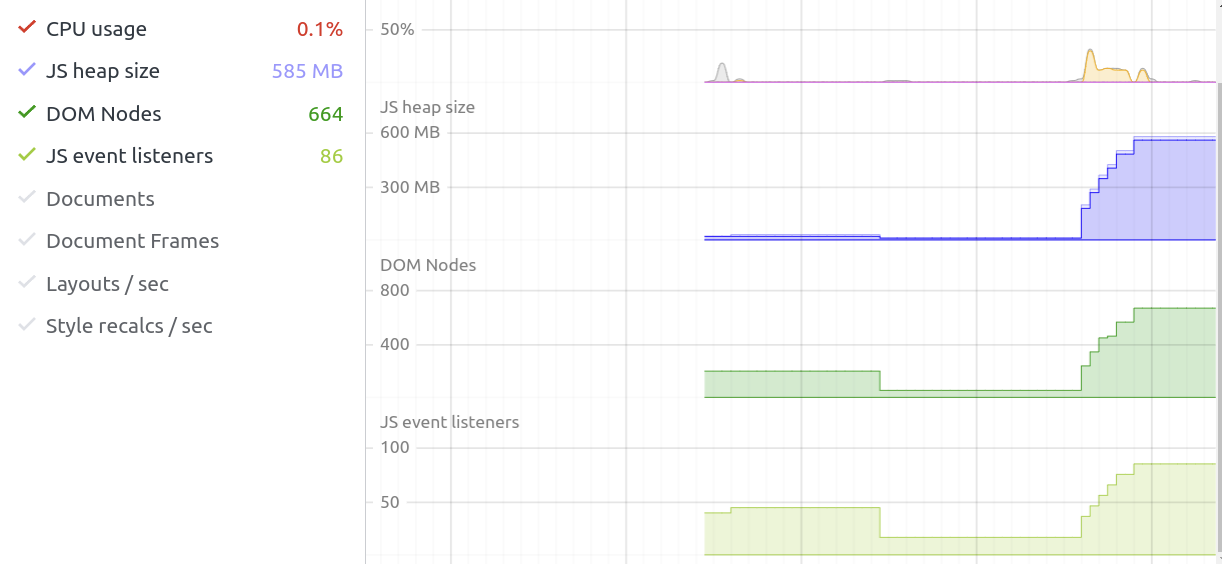 CPU usage 0.1%
JS heap size 585 MB
DOM Nodes 664
JS event listeners 86
Documents
Document Frames
Layouts / sec
Style recalcs / sec
50%
JS heap size
600 MB
300 MB
DOM Nodes
800
400
JS event listeners
100
50